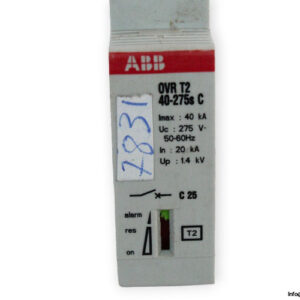 ABB
OVR T2
40-275s C
Imax : 40 kA
Uc : 275 V~
50-60Hz
In : 20 kA
Up : 1.4 kV
7831
C 25
alarm
res
T2
on